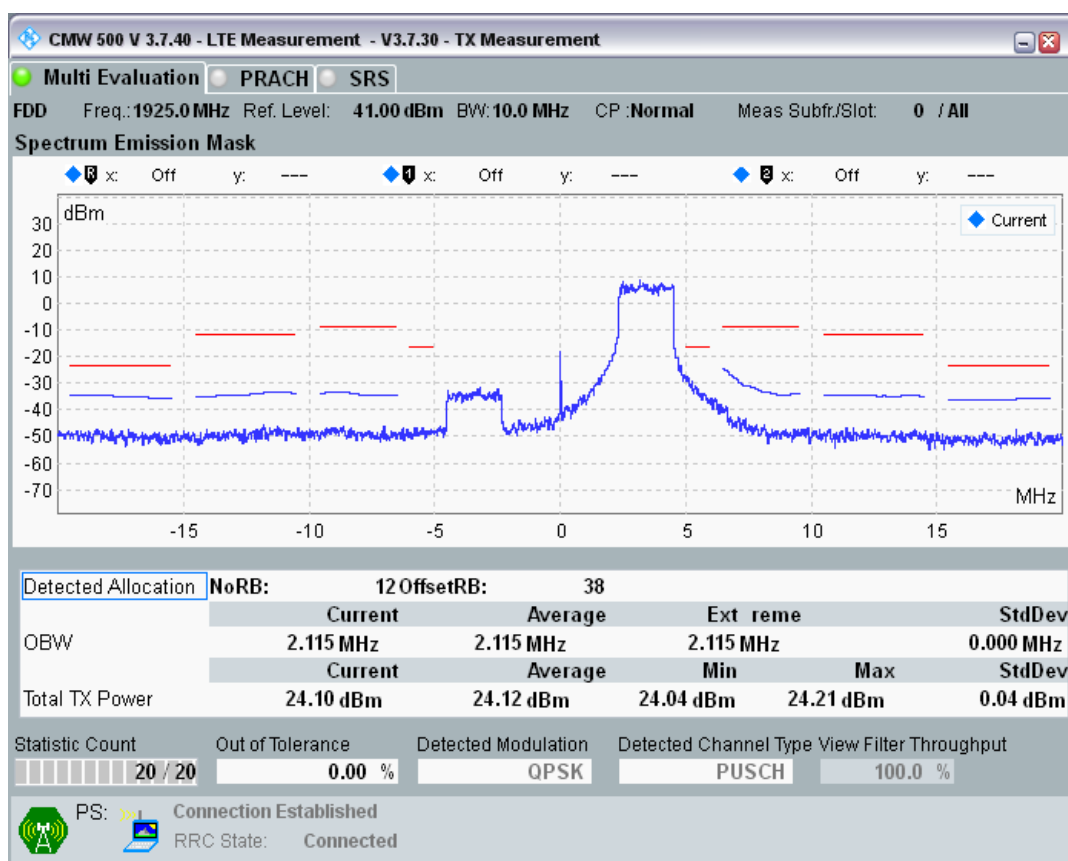 CMW 500 V 3.7.40 - LTE Measurement - V3.7.30 - TX Measurement
Multi Evaluation PRACH SRS
FDD Freq.: 1925.0 MHz Ref. Level: 41.00 dBm BW: 10.0 MHz CP :Normal Meas Subfr./Slot: 0 / All
Spectrum Emission Mask
R x: Off y: --- 1 x: Off y: --- 2 x: Off y: ---
dBm
Current
30
20
10
0
-10
-20
-30
-40
-50
-60
-70
MHz
-15 -10 -5 0 5 10 15
Detected Allocation NoRB: 12 OffsetRB: 38
Current Average Ext reme StdDev
OBW 2.115 MHz 2.115 MHz 2.115 MHz 0.000 MHz
Current Average Min Max StdDev
Total TX Power 24.10 dBm 24.12 dBm 24.04 dBm 24.21 dBm 0.04 dBm
Statistic Count Out of Tolerance Detected Modulation Detected Channel Type View Filter Throughput
20 / 20 0.00 % QPSK PUSCH 100.0 %
PS: Connection Established
RRC State: Connected